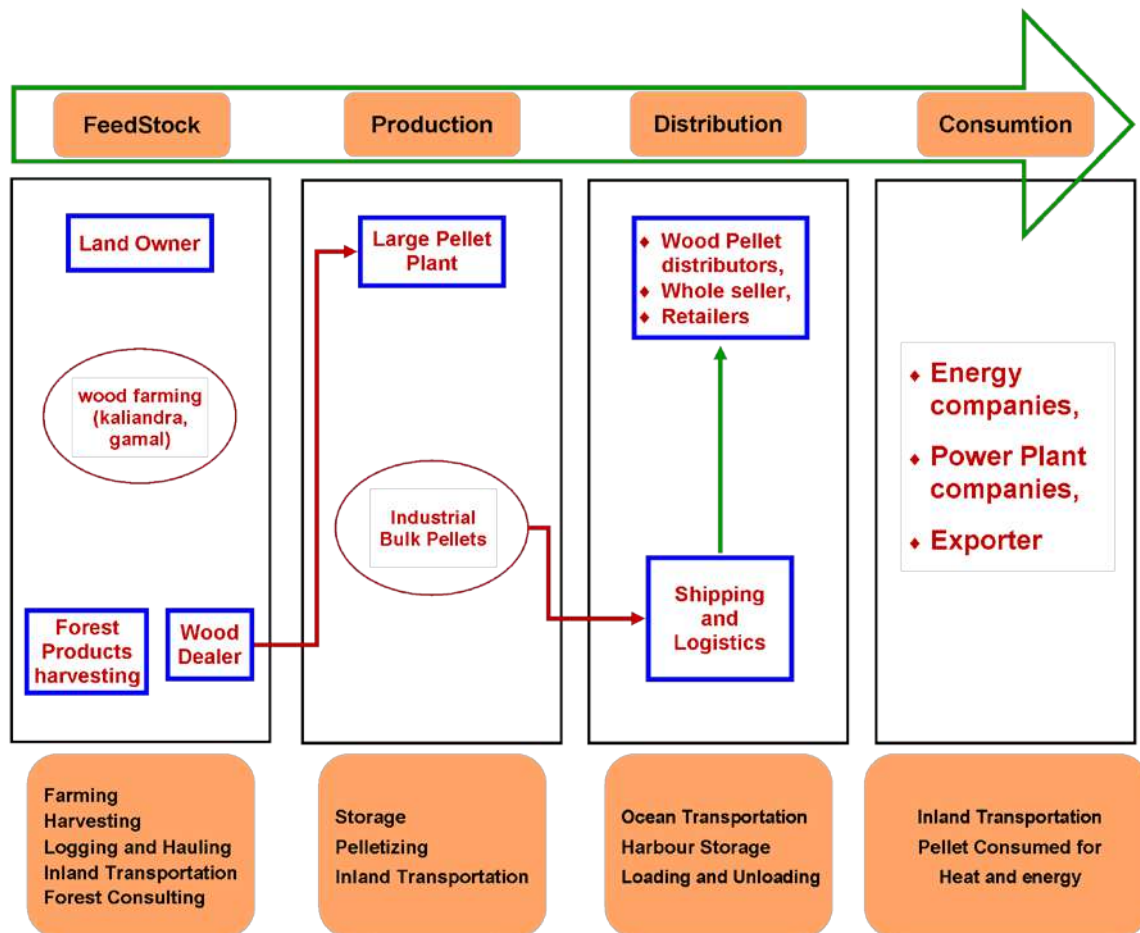 FeedStock
Production
Distribution
Consumtion
Land Owner
wood farming
(kaliandra,
gamal)
Forest
Products
harvesting
Wood
Dealer
Large Pellet
Plant
Industrial
Bulk Pellets
♦ Wood Pellet
distributors,
♦ Whole seller,
♦ Retailers
Shipping
and
Logistics
♦ Energy
companies,
♦ Power Plant
companies,
♦ Exporter
Farming
Harvesting
Logging and Hauling
Inland Transportation
Forest Consulting
Storage
Pelletizing
Inland Transportation
Ocean Transportation
Harbour Storage
Loading and Unloading
Inland Transportation
Pellet Consumed for
Heat and energy